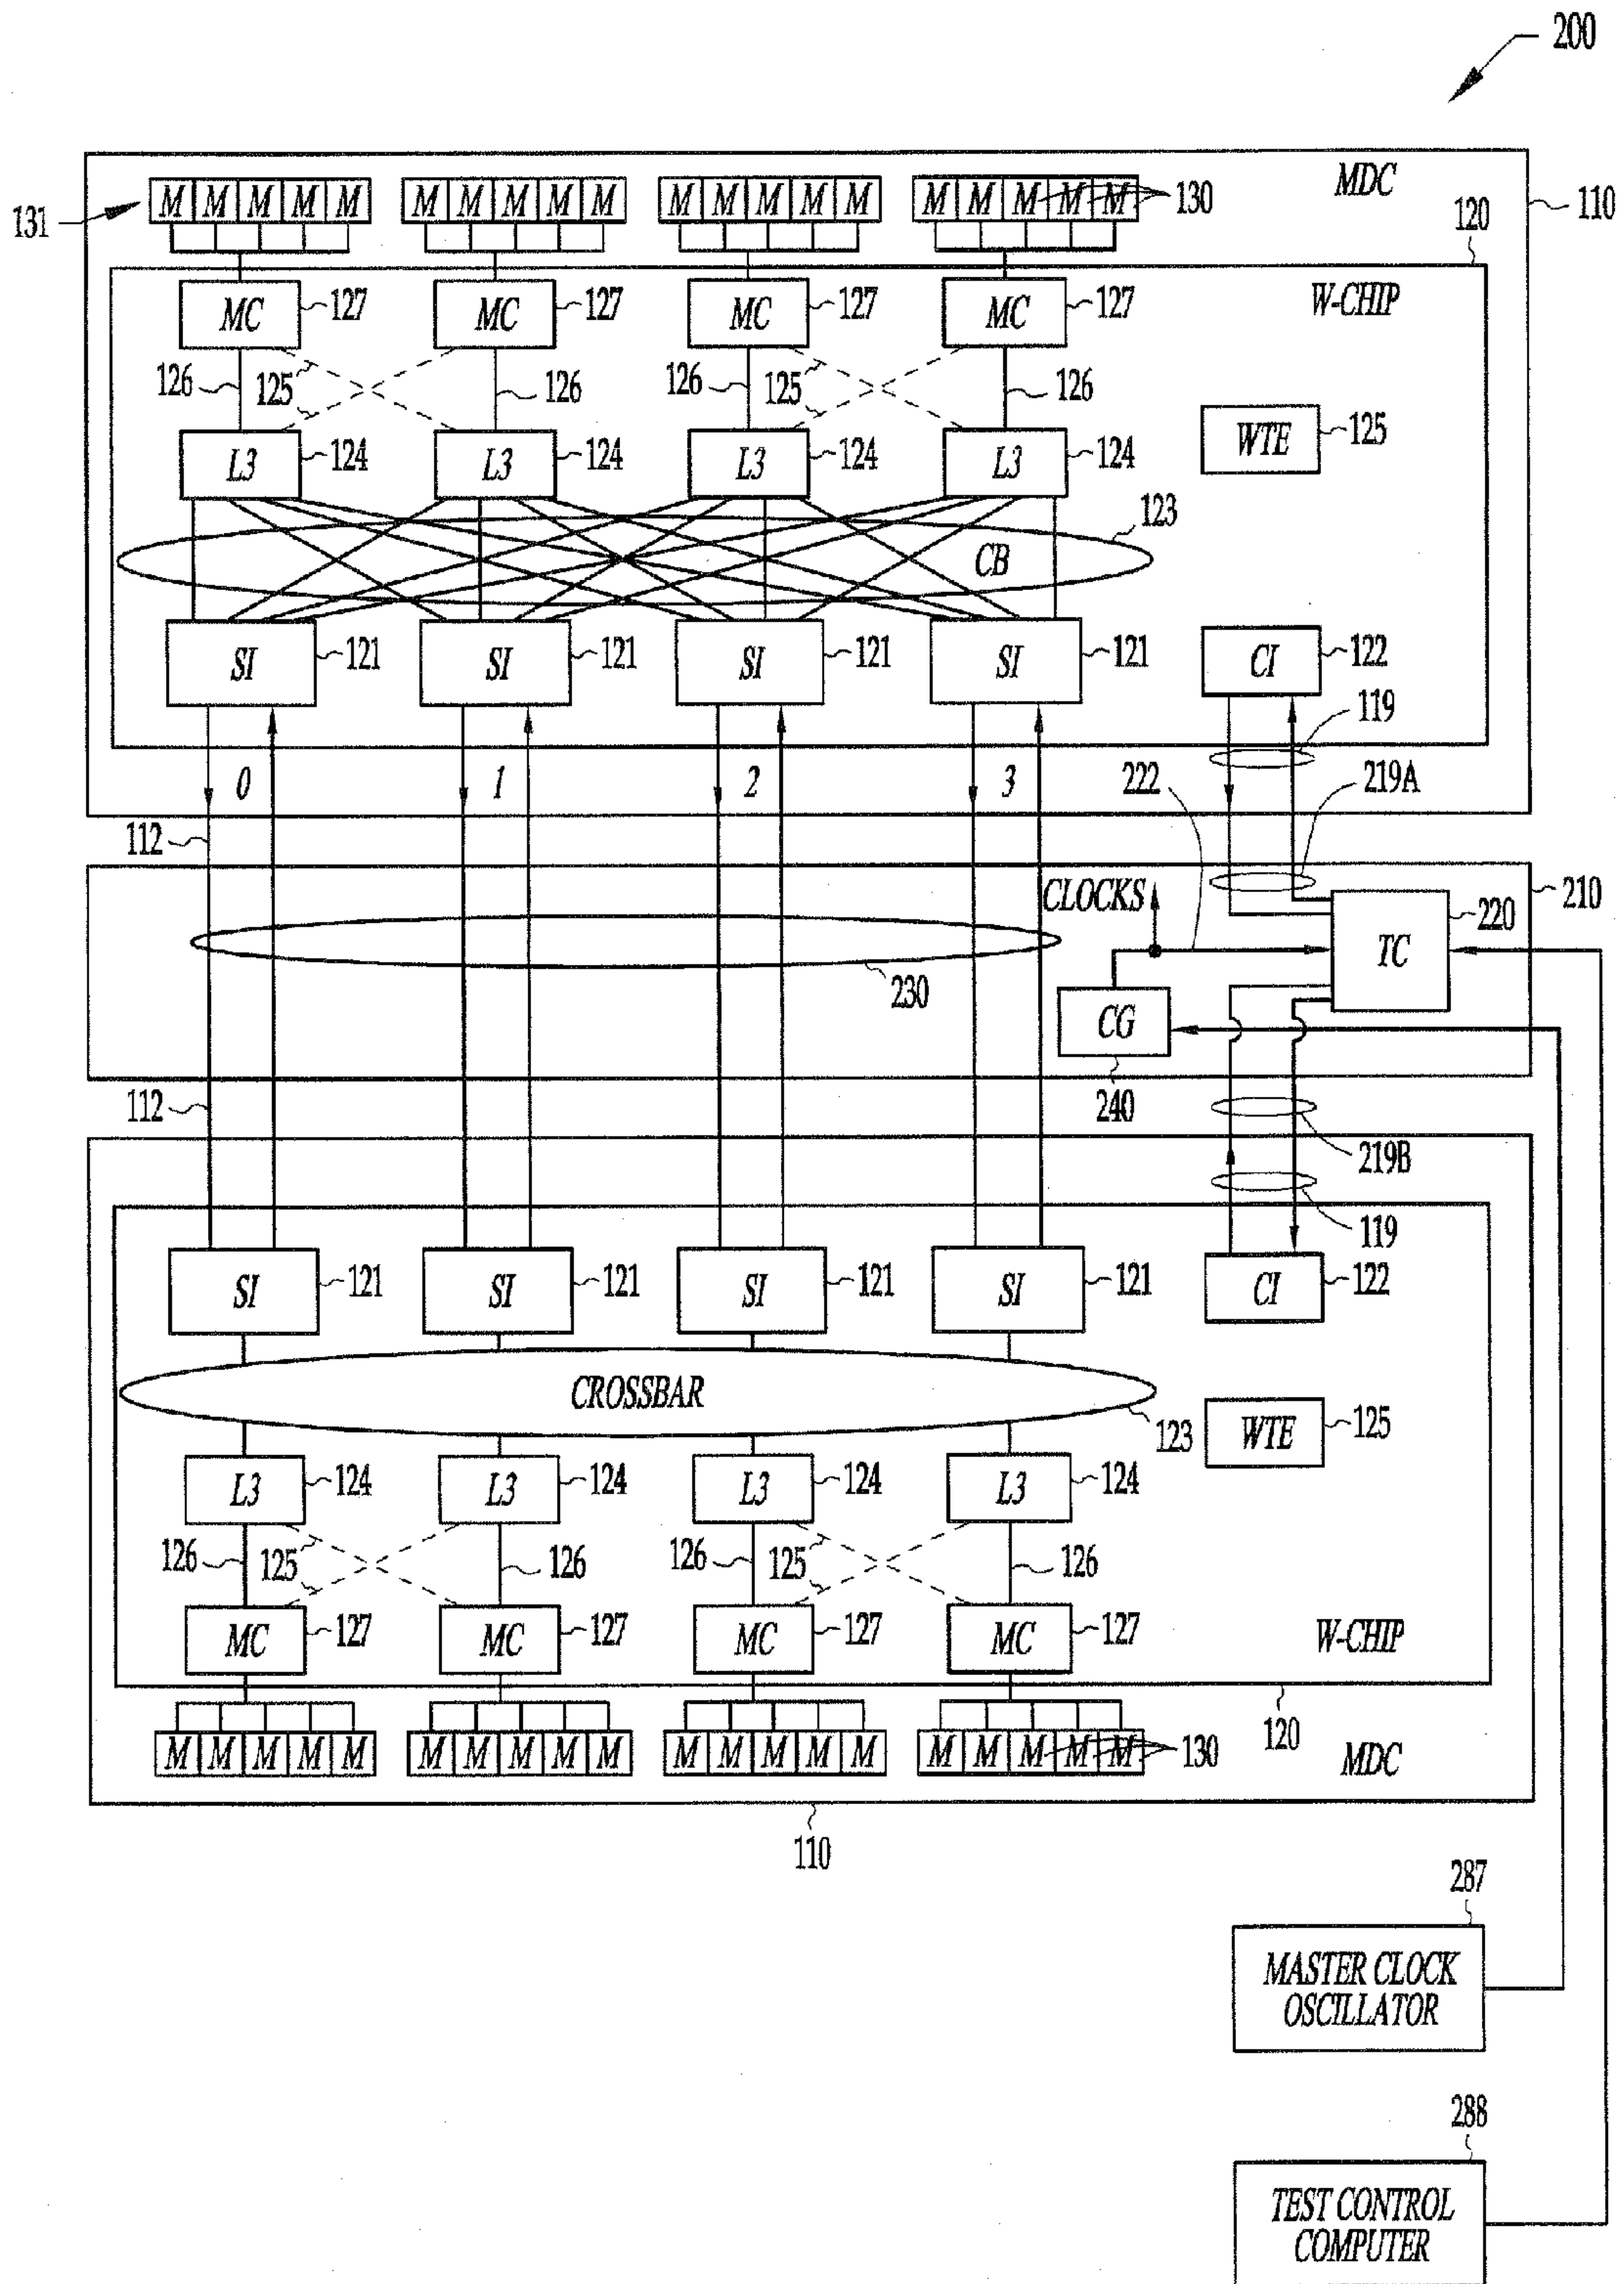 200
MDC
M M M M M M M M M M M M M M M M M M M M
131
130
110
120
W-CHIP
MC 127 MC 127 MC 127 MC 127
126 125 126 126 125 126
L3 124 L3 124 L3 124 L3 124
WTE 125
123
CB
SI 121 SI 121 SI 121 SI 121
CI 122
119
0 1 2 3
222 219A
112
CLOCKS
210
220
TC
230
CG
240
112
219B
119
SI 121 SI 121 SI 121 SI 121
CI 122
CROSSBAR
123
WTE 125
L3 124 L3 124 L3 124 L3 124
126 125 126 126 125 126
MC 127 MC 127 MC 127 MC 127
W-CHIP
120
M M M M M M M M M M M M M M M M M M M M
130
MDC
110
287
MASTER CLOCK
OSCILLATOR
288
TEST CONTROL
COMPUTER